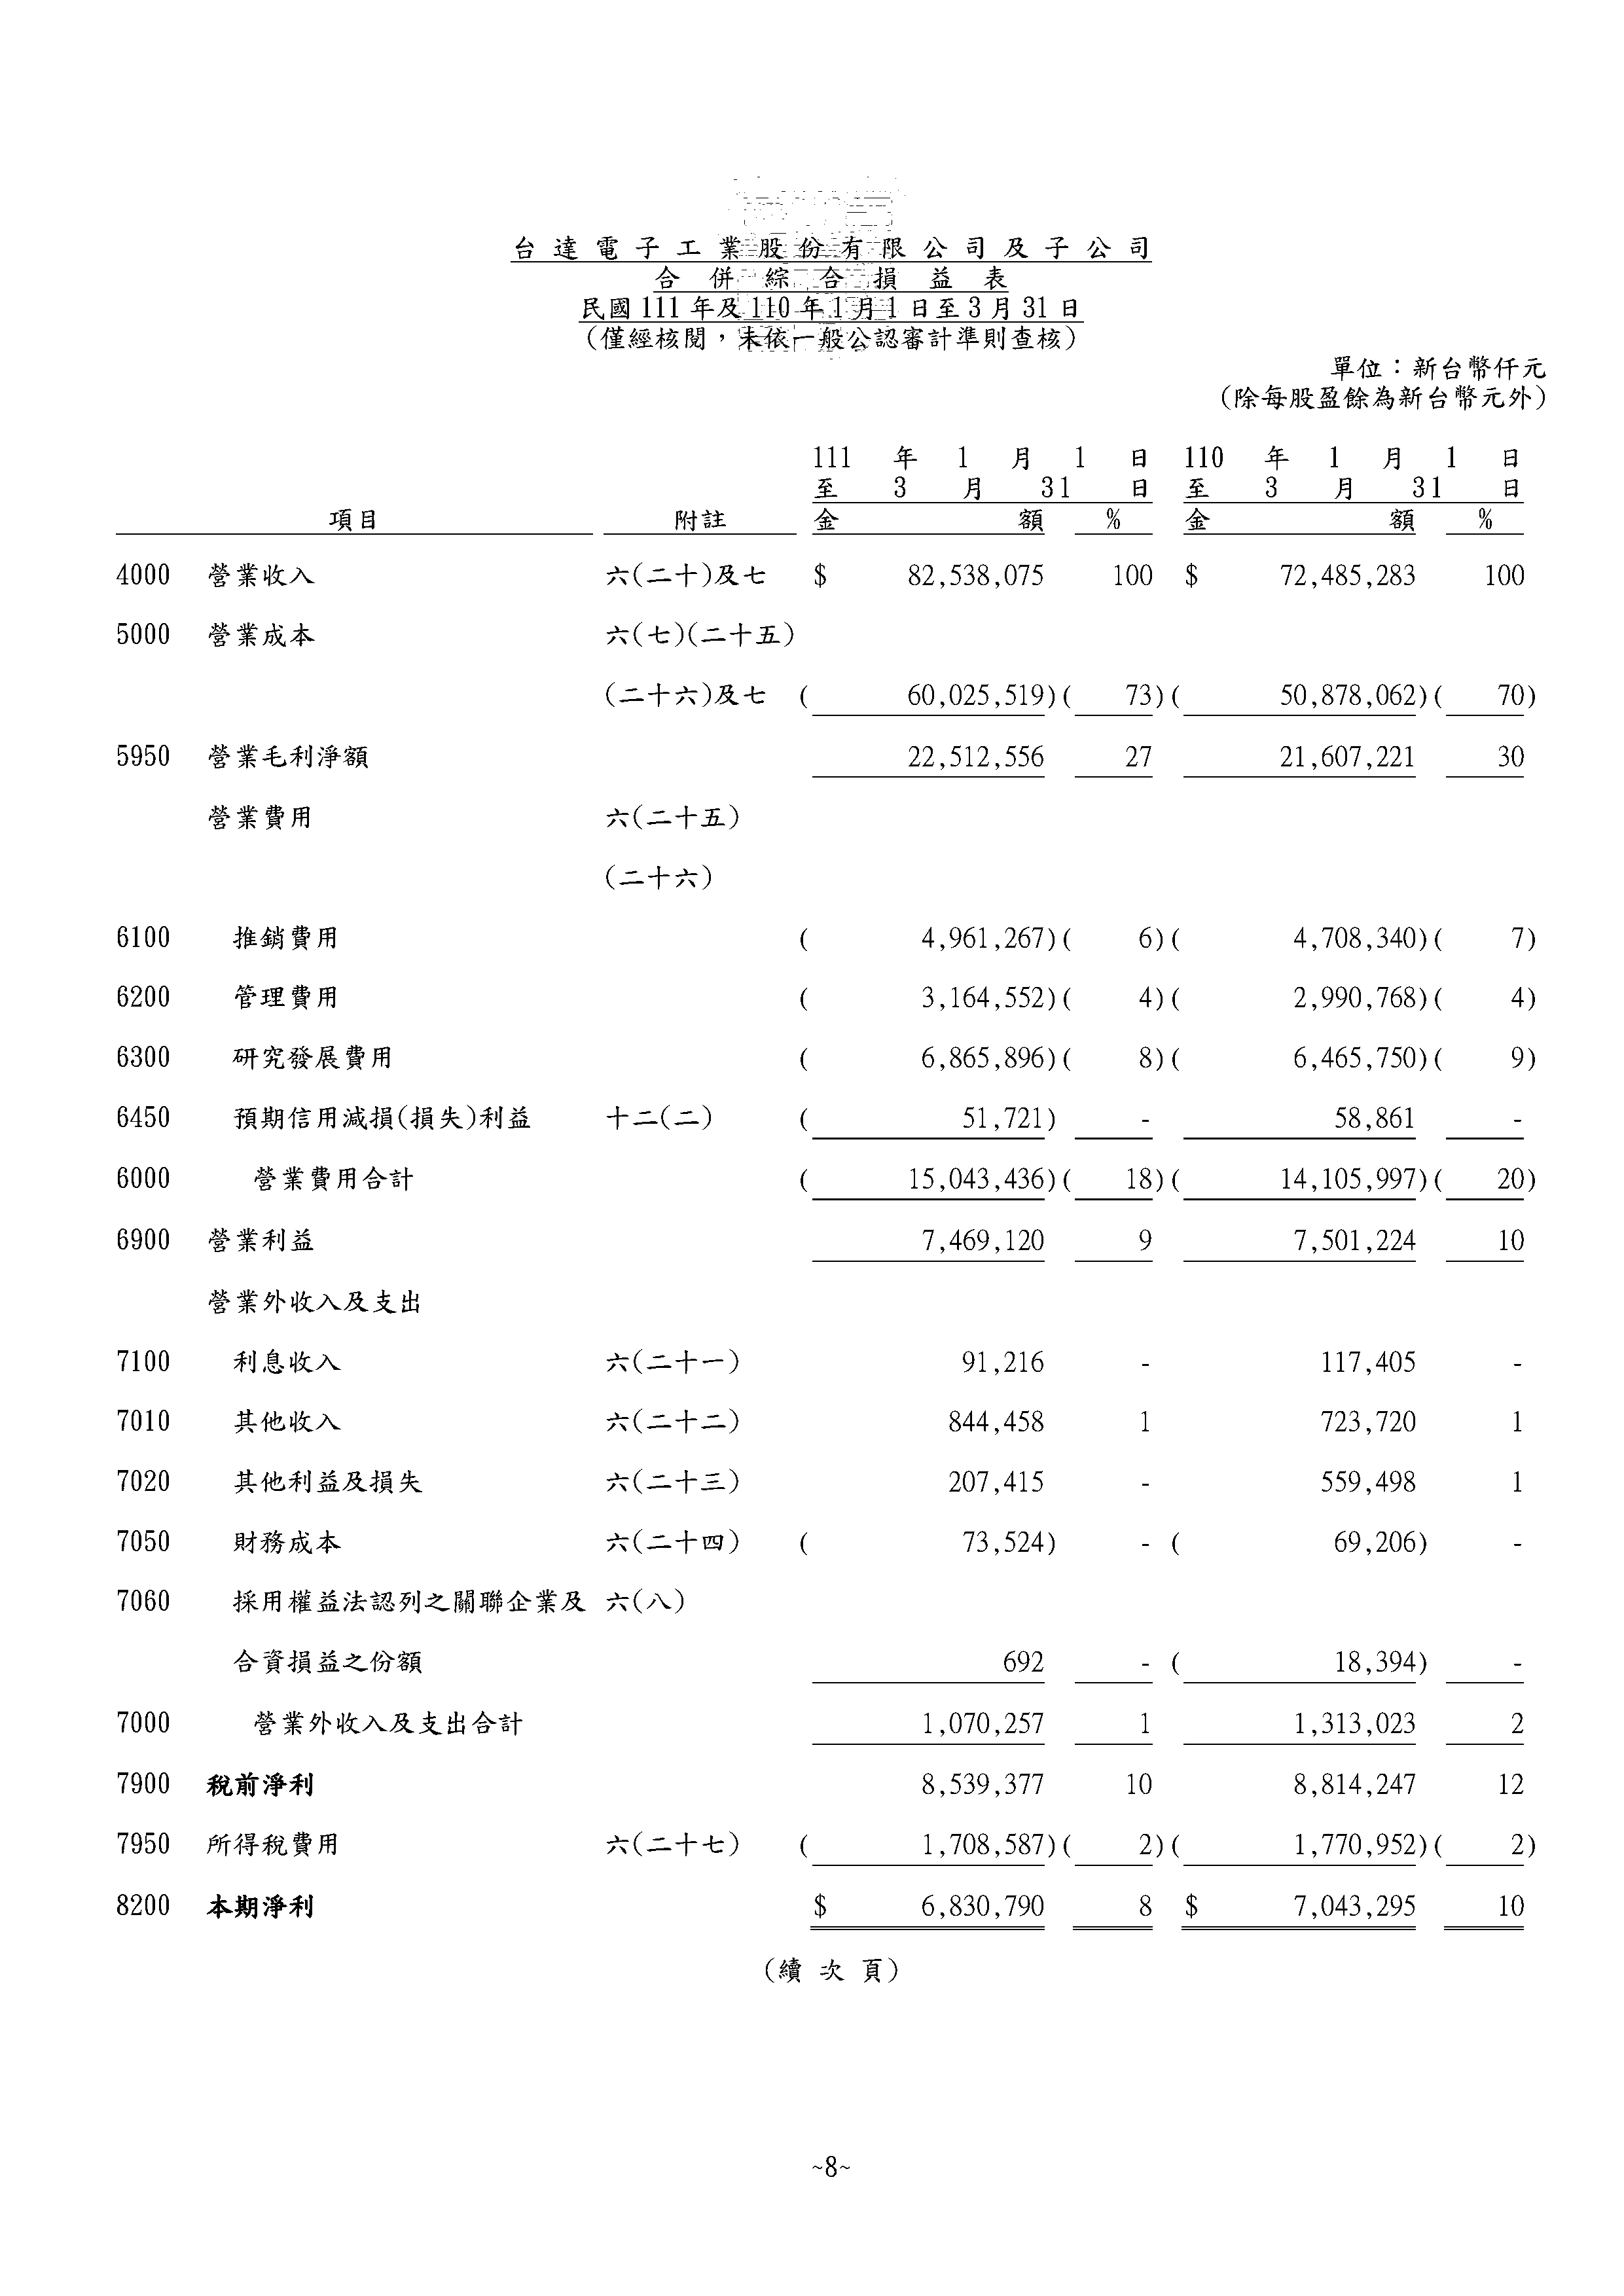 台達電子工業股份有限公司及子公司
合併綜合損益表
民國111年及110年1月1日至3月31日
(僅經核閱，未依一般公認審計準則查核)
單位：新台幣仟元
(除每股盈餘為新台幣元外)
111 年 1 月 1 日 110 年 1 月 1 日
至 3 月 31 日 至 3 月 31 日
項目 附註 金 額 % 金 額 %
4000 營業收入 六(二十)及七 $ 82,538,075 100 $ 72,485,283 100
5000 營業成本 六(七)(二十五)
(二十六)及七 ( 60,025,519)( 73)( 50,878,062)( 70)
5950 營業毛利淨額 22,512,556 27 21,607,221 30
營業費用 六(二十五)
(二十六)
6100 推銷費用 ( 4,961,267)( 6)( 4,708,340)( 7)
6200 管理費用 ( 3,164,552)( 4)( 2,990,768)( 4)
6300 研究發展費用 ( 6,865,896)( 8)( 6,465,750)( 9)
6450 預期信用減損(損失)利益 十二(二) ( 51,721) - 58,861 -
6000 營業費用合計 ( 15,043,436)( 18)( 14,105,997)( 20)
6900 營業利益 7,469,120 9 7,501,224 10
營業外收入及支出
7100 利息收入 六(二十一) 91,216 - 117,405 -
7010 其他收入 六(二十二) 844,458 1 723,720 1
7020 其他利益及損失 六(二十三) 207,415 - 559,498 1
7050 財務成本 六(二十四) ( 73,524) - ( 69,206) -
7060 採用權益法認列之關聯企業及 六(八)
合資損益之份額 692 - ( 18,394) -
7000 營業外收入及支出合計 1,070,257 1 1,313,023 2
7900 稅前淨利 8,539,377 10 8,814,247 12
7950 所得稅費用 六(二十七) ( 1,708,587)( 2)( 1,770,952)( 2)
8200 本期淨利 $ 6,830,790 8 $ 7,043,295 10
(續 次 頁)
~8~